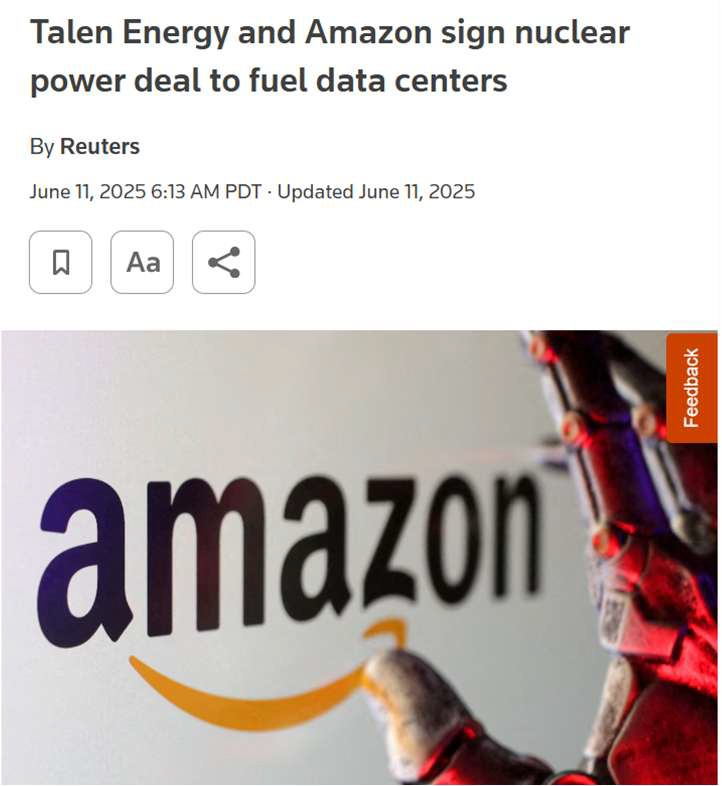 Talen Energy and Amazon sign nuclear
power deal to fuel data centers
By Reuters
June 11, 2025 6:13 AM PDT · Updated June 11, 2025
Aa
Feedback
amazon